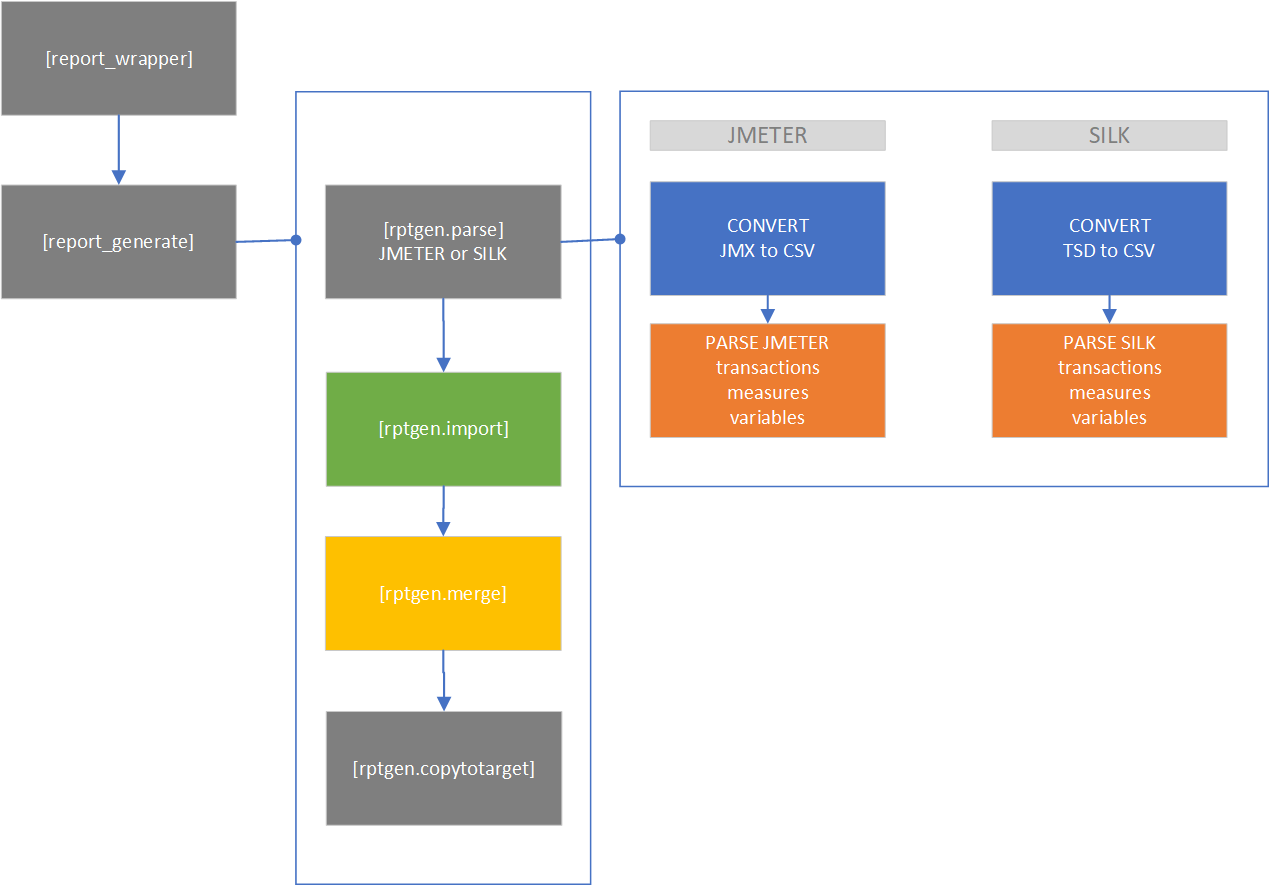 [report_wrapper]
[report_generate]
[rptgen.parse]
JMETER or SILK
[rptgen.import]
[rptgen.merge]
[rptgen.copytotarget]
JMETER
CONVERT
JMX to CSV
PARSE JMETER
transactions
measures
variables
SILK
CONVERT
TSD to CSV
PARSE SILK
transactions
measures
variables